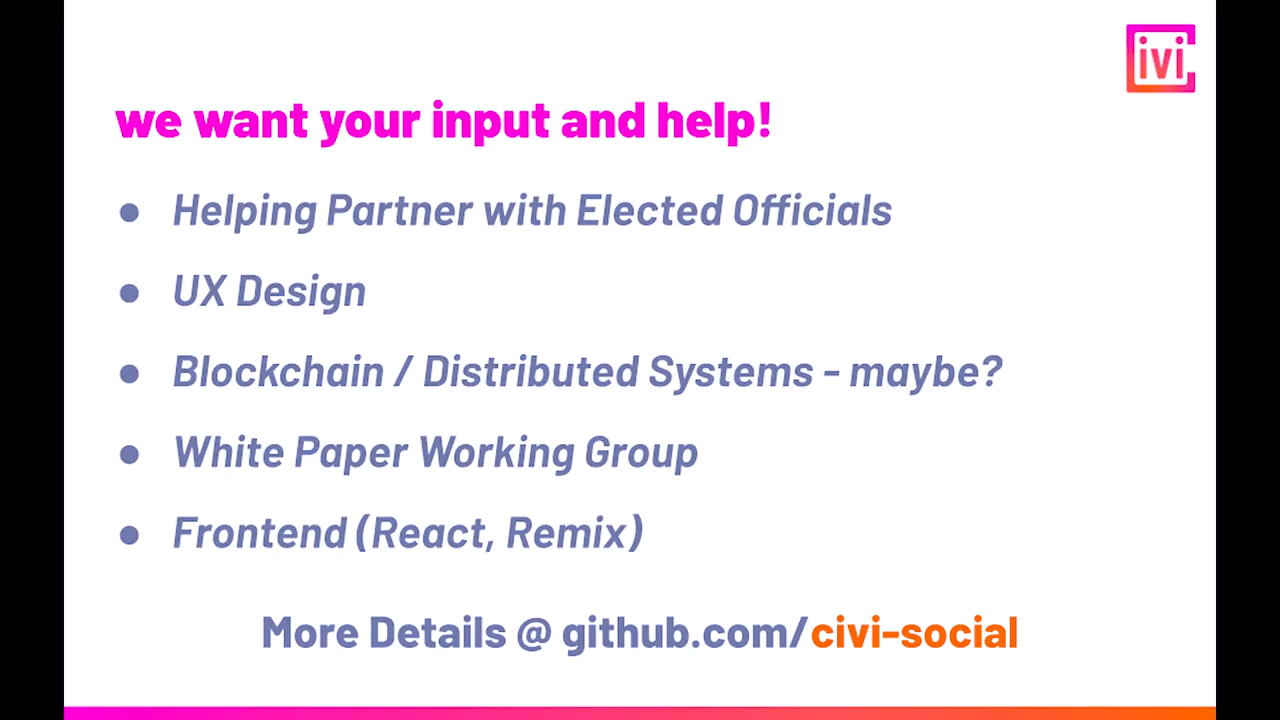 civi
we want your input and help!
● Helping Partner with Elected Officials
● UX Design
● Blockchain / Distributed Systems - maybe?
● White Paper Working Group
● Frontend (React, Remix)
More Details @ github.com/civi-social